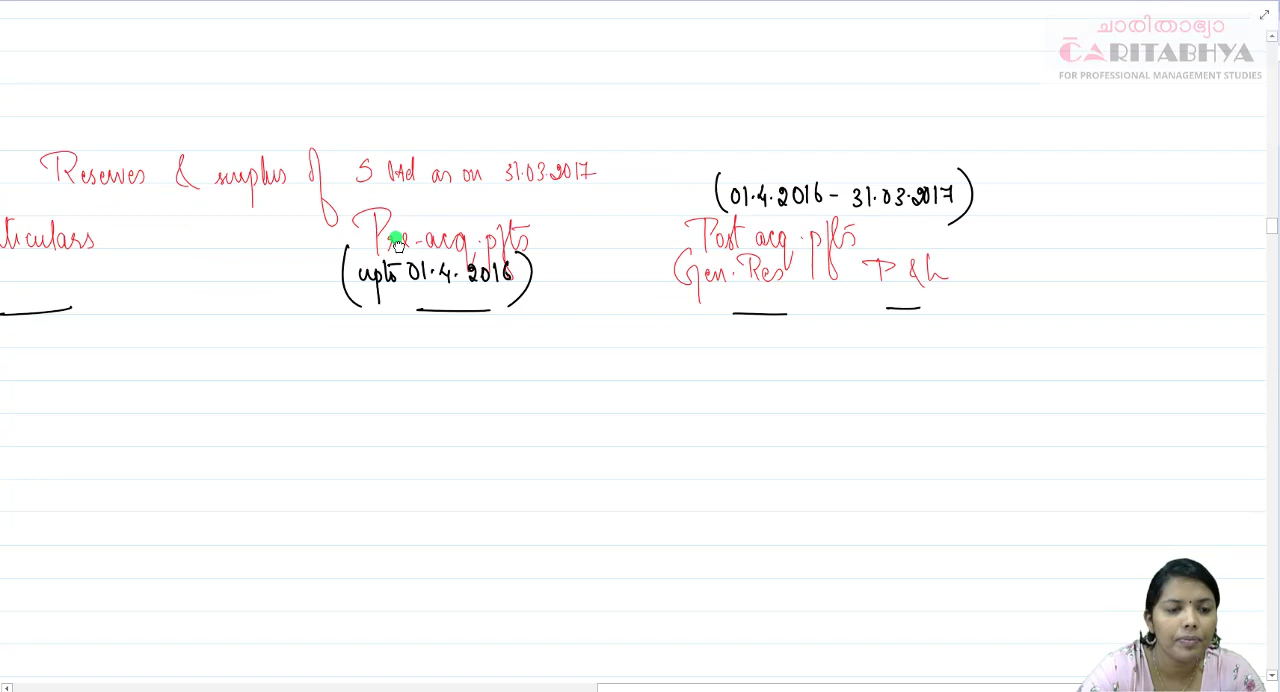 ചാരിതാഭ്യാ
CARITABHYA
FOR PROFESSIONAL MANAGEMENT STUDIES
Reserves & surplus of S Ltd as on 31.03.2017
(01.4.2016 - 31.03.2017)
ticulars Pre-acq. pfts Post acq. pfts
(upto 01.4.2016) Gen. Res P & L